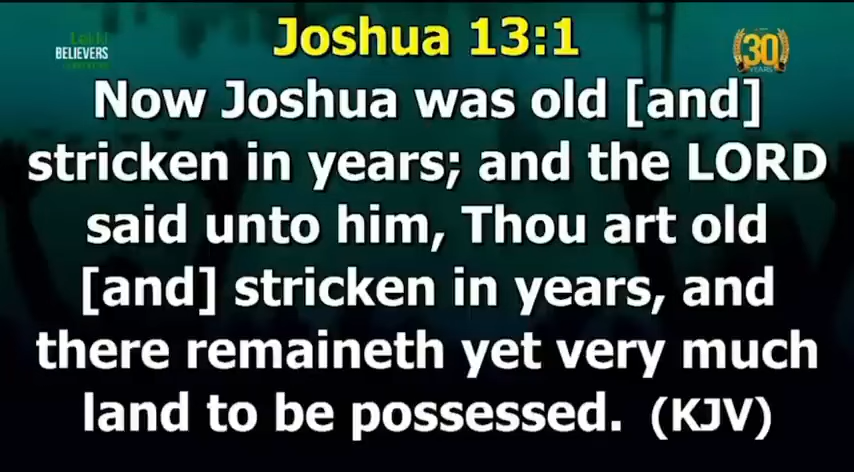 Joshua 13:1
BELIEVERS
30
YEARS
Now Joshua was old [and]
stricken in years; and the LORD
said unto him, Thou art old
[and] stricken in years, and
there remaineth yet very much
land to be possessed. (KJV)